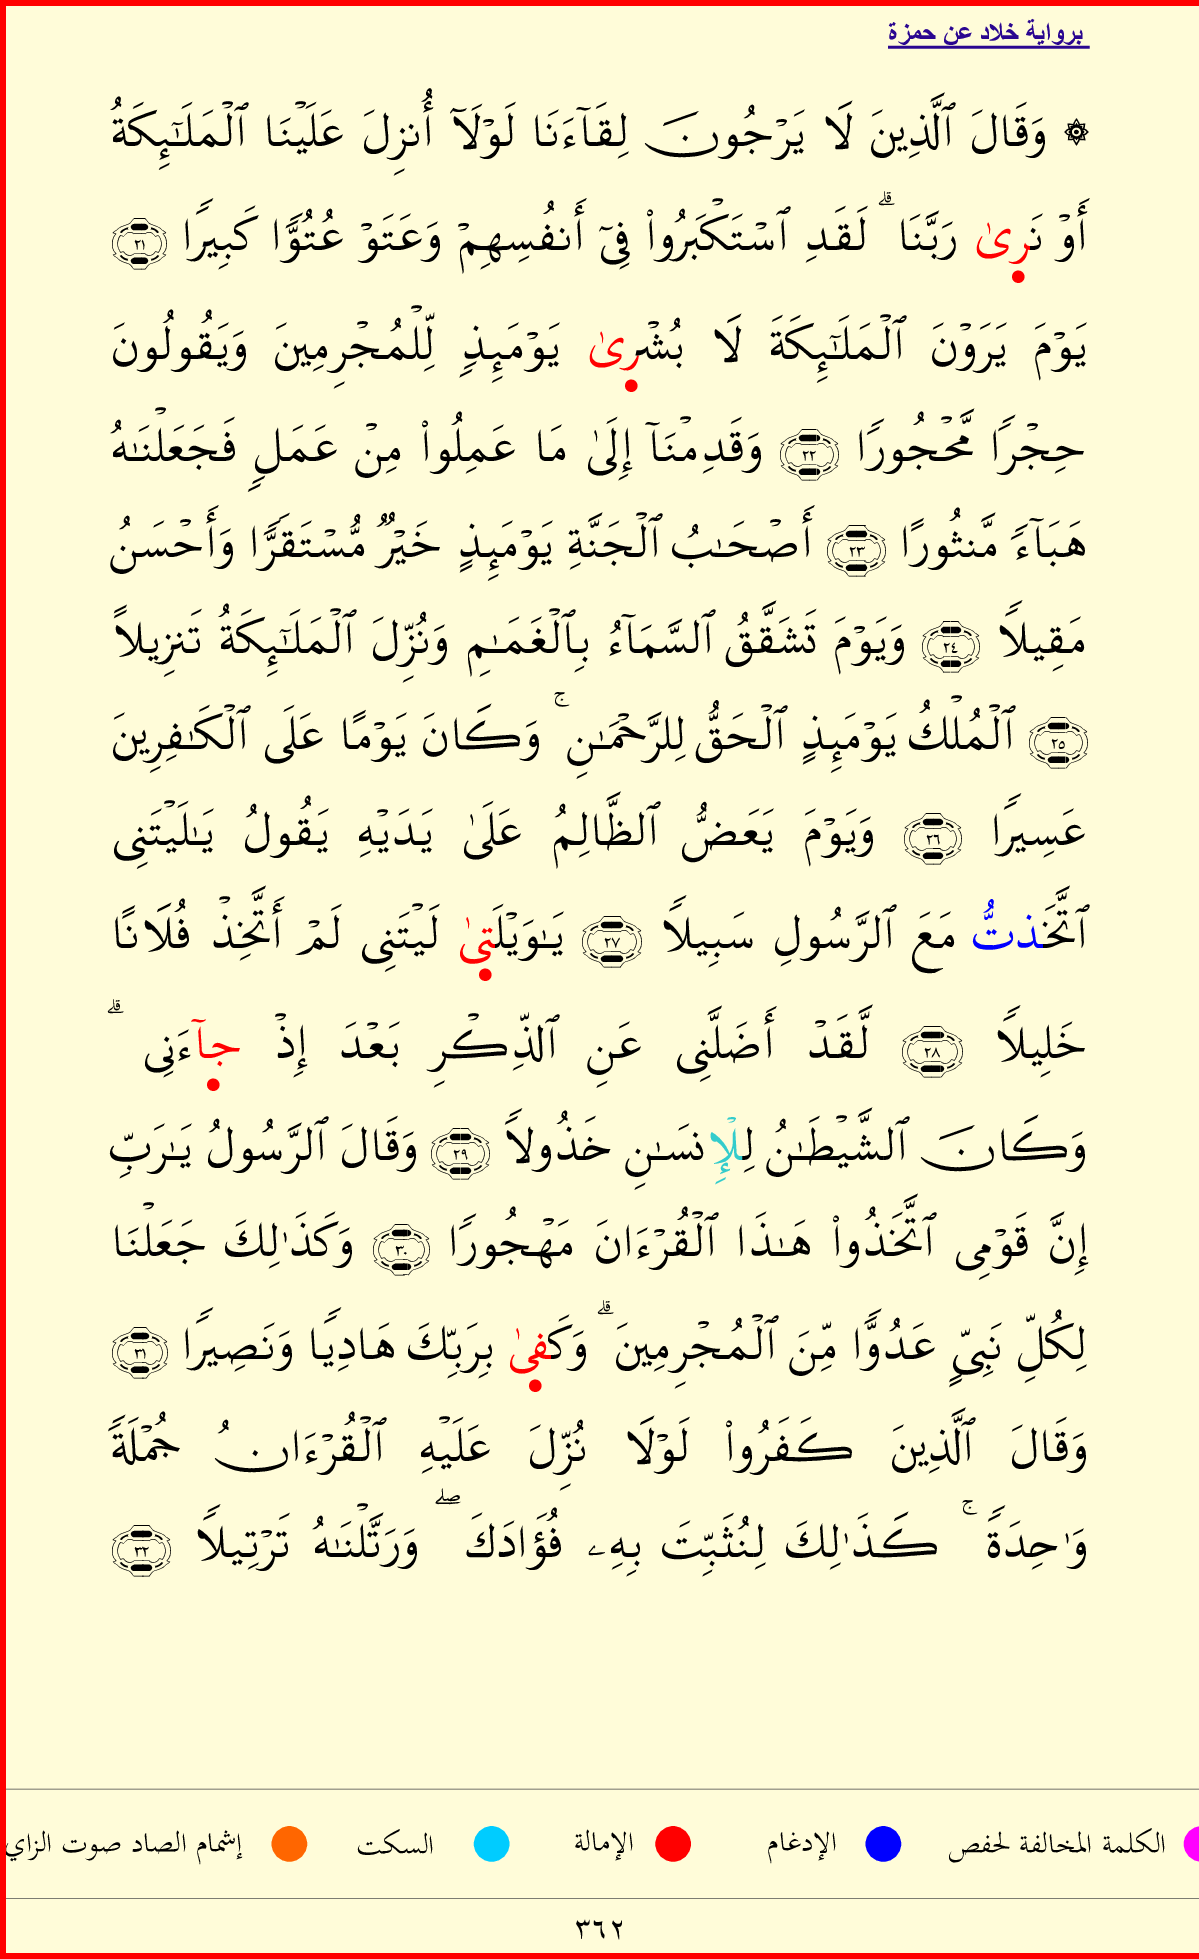 برواية خلاد عن حمزة
۞ وَقَالَ ٱلَّذِينَ لَا يَرْجُونَ لِقَآءَنَا لَوْلَآ أُنزِلَ عَلَيْنَا ٱلْمَلَـٰٓئِكَةُ
أَوْ نَرِىٰ رَبَّنَا ۗ لَقَدِ ٱسْتَكْبَرُوا۟ فِىٓ أَنفُسِهِمْ وَعَتَوْ عُتُوًّا كَبِيرًا ٢١
يَوْمَ يَرَوْنَ ٱلْمَلَـٰٓئِكَةَ لَا بُشْرِىٰ يَوْمَئِذٍ لِّلْمُجْرِمِينَ وَيَقُولُونَ
حِجْرًا مَّحْجُورًا ٢٢ وَقَدِمْنَآ إِلَىٰ مَا عَمِلُوا۟ مِنْ عَمَلٍ فَجَعَلْنَـٰهُ
هَبَآءً مَّنثُورًا ٢٣ أَصْحَـٰبُ ٱلْجَنَّةِ يَوْمَئِذٍ خَيْرٌ مُّسْتَقَرًّا وَأَحْسَنُ
مَقِيلًا ٢٤ وَيَوْمَ تَشَقَّقُ ٱلسَّمَآءُ بِٱلْغَمَـٰمِ وَنُزِّلَ ٱلْمَلَـٰٓئِكَةُ تَنزِيلًا
٢٥ ٱلْمُلْكُ يَوْمَئِذٍ ٱلْحَقُّ لِلرَّحْمَـٰنِ ۚ وَكَانَ يَوْمًا عَلَى ٱلْكَـٰفِرِينَ
عَسِيرًا ٢٦ وَيَوْمَ يَعَضُّ ٱلظَّالِمُ عَلَىٰ يَدَيْهِ يَقُولُ يَـٰلَيْتَنِى
ٱتَّخَذتُّ مَعَ ٱلرَّسُولِ سَبِيلًا ٢٧ يَـٰوَيْلَتِىٰ لَيْتَنِى لَمْ أَتَّخِذْ فُلَانًا
خَلِيلًا ٢٨ لَّقَدْ أَضَلَّنِى عَنِ ٱلذِّكْرِ بَعْدَ إِذْ جآءَنِى ۗ
وَكَانَ ٱلشَّيْطَـٰنُ لِلْإِنسَـٰنِ خَذُولًا ٢٩ وَقَالَ ٱلرَّسُولُ يَـٰرَبِّ
إِنَّ قَوْمِى ٱتَّخَذُوا۟ هَـٰذَا ٱلْقُرْءَانَ مَهْجُورًا ٣٠ وَكَذَٰلِكَ جَعَلْنَا
لِكُلِّ نَبِىٍّ عَدُوًّا مِّنَ ٱلْمُجْرِمِينَ ۗ وَكَفِىٰ بِرَبِّكَ هَادِيًا وَنَصِيرًا ٣١
وَقَالَ ٱلَّذِينَ كَفَرُوا۟ لَوْلَا نُزِّلَ عَلَيْهِ ٱلْقُرْءَانُ جُمْلَةً
وَٰحِدَةً ۚ كَذَٰلِكَ لِنُثَبِّتَ بِهِۦ فُؤَادَكَ ۖ وَرَتَّلْنَـٰهُ تَرْتِيلًا ٣٢
الكلمة المخالفة لحفص الإدغام الإمالة السكت إشمام الصاد صوت الزاي
٣٦٢